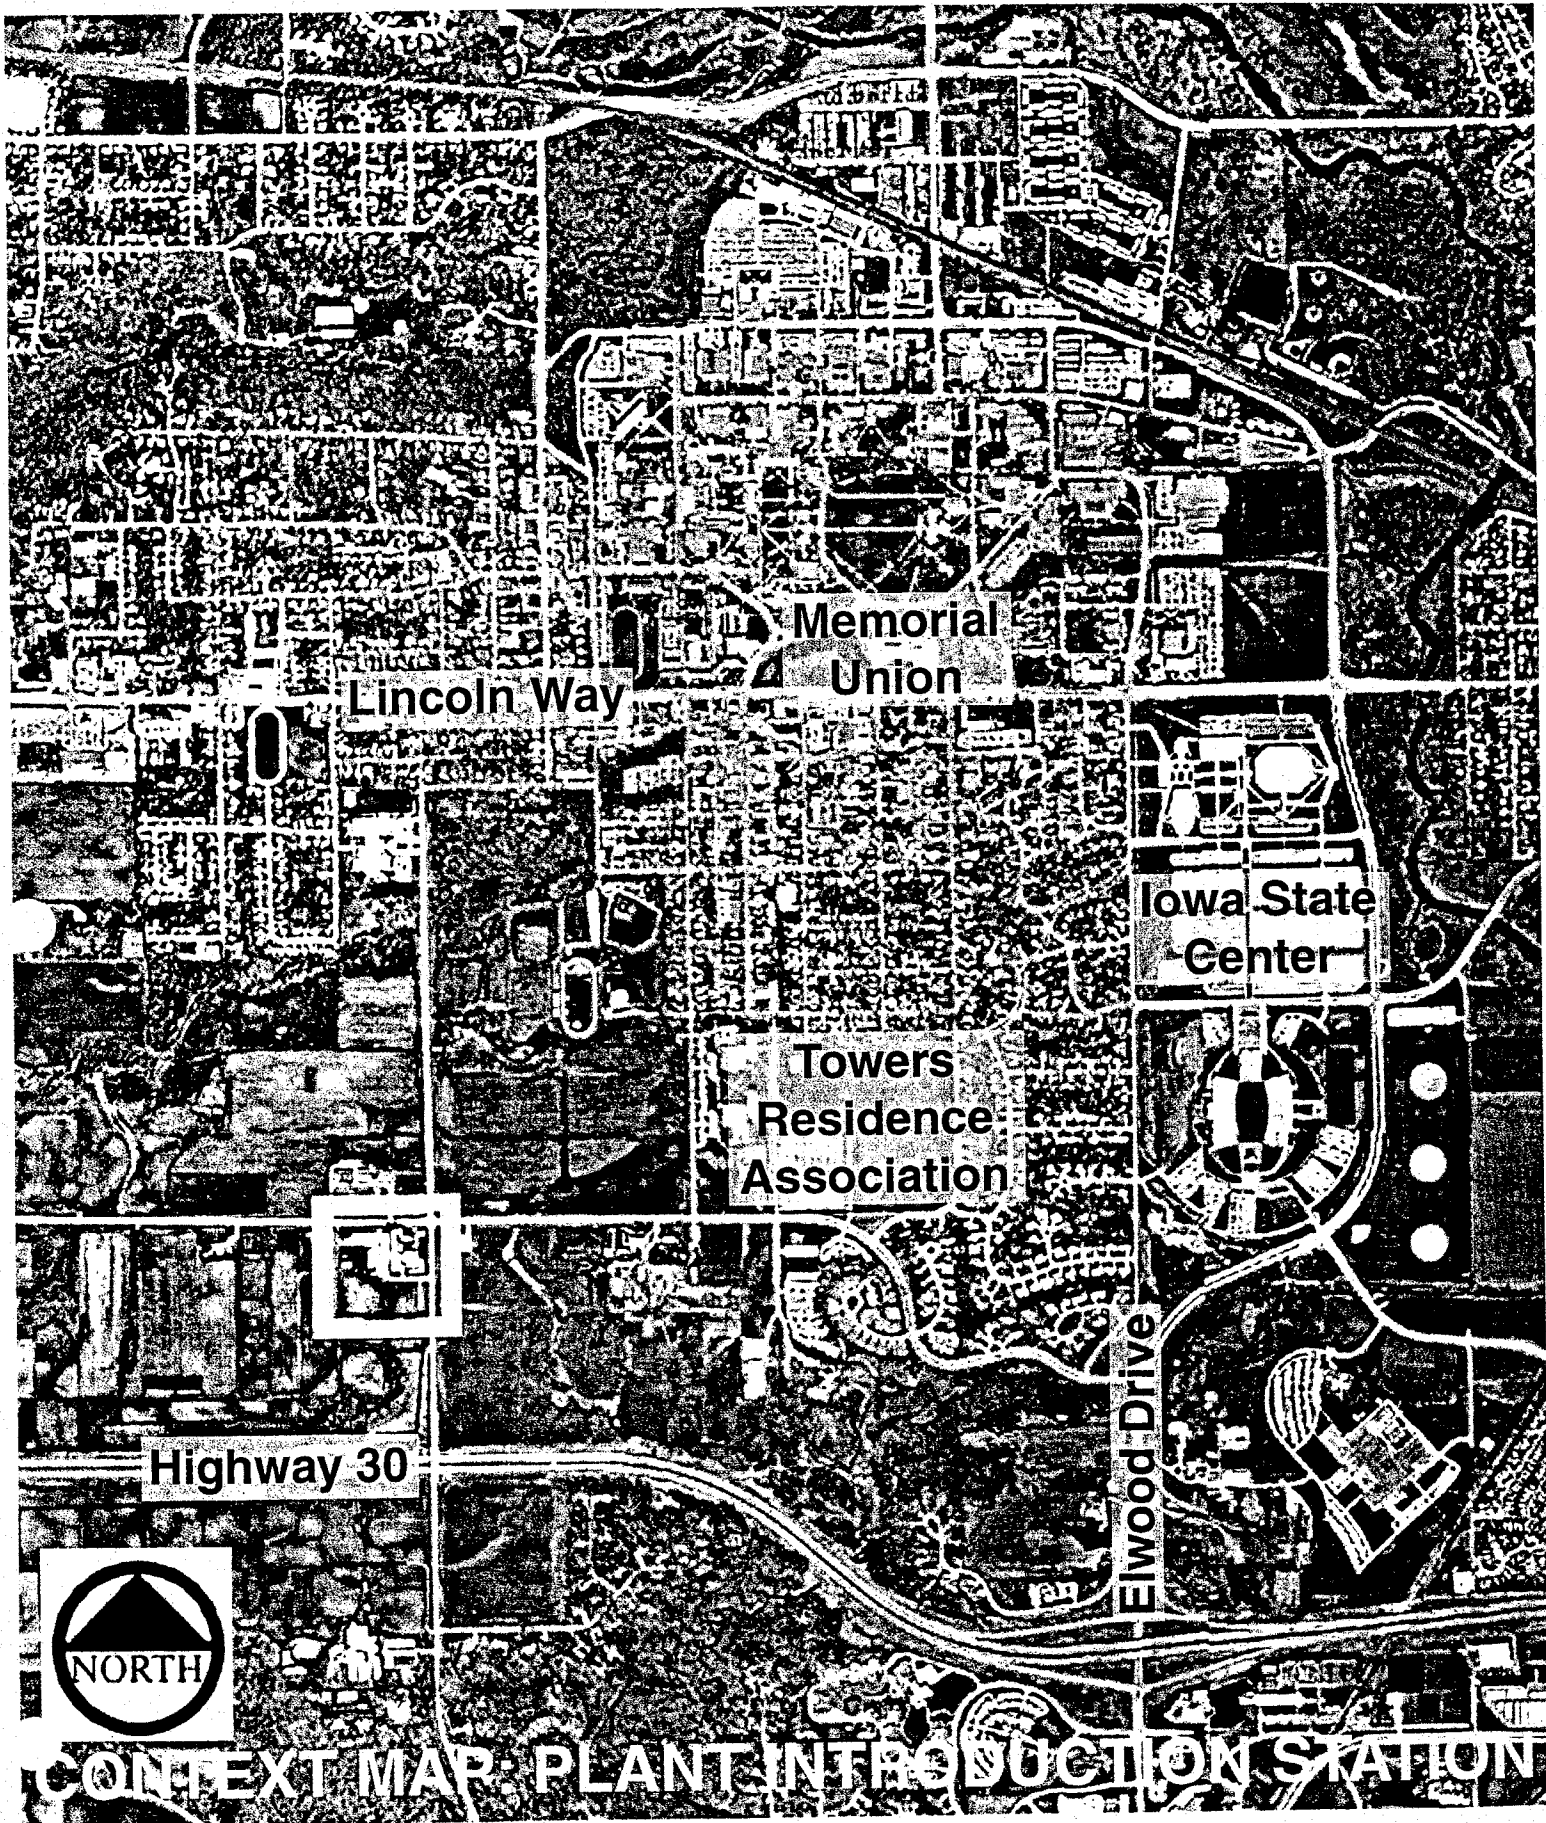 Memorial
Union
Lincoln Way
Iowa State
Center
Towers
Residence
Association
Elwood Drive
Highway 30
NORTH
CONTEXT MAP: PLANT INTRODUCTION STATION